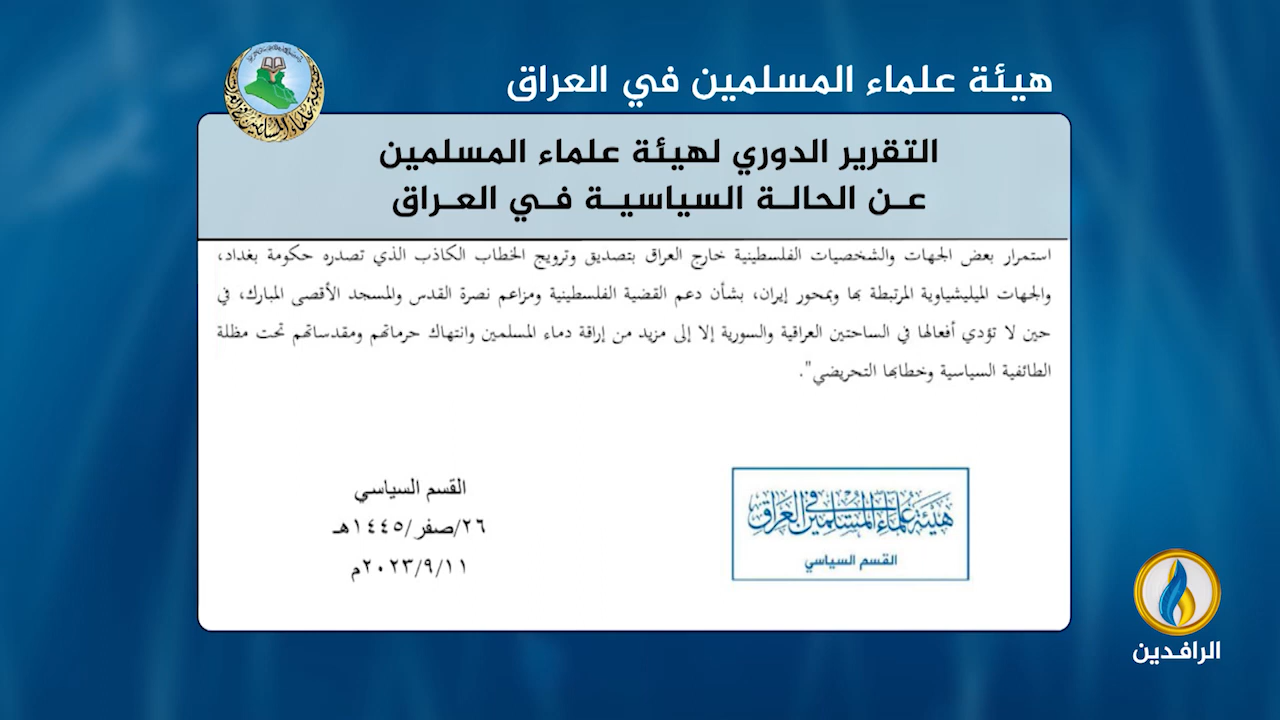 هيئة علماء المسلمين في العراق
التقرير الدوري لهيئة علماء المسلمين
عـن الحالـة السياسيـة فـي العـراق
استمرار بعض الجهات والشخصيات الفلسطينية خارج العراق بتصديق وترويج الخطاب الكاذب الذي تصدره حكومة بغداد،
والجهات الميليشياوية المرتبطة بها وبمحور إيران، بشأن دعم القضية الفلسطينية ومزاعم نصرة القدس والمسجد الأقصى المبارك، في
حين لا تؤدي أفعالها في الساحتين العراقية والسورية إلا إلى مزيد من إراقة دماء المسلمين وانتهاك حرماتهم ومقدساتهم تحت مظلة
الطائفية السياسية وخطابها التحريضي".
هيئة علماء المسلمين في العراق
القسم السياسي
القسم السياسي
٢٦/صفر/١٤٤٥هـ
٢٠٢٣/٩/١١م
الرافدين